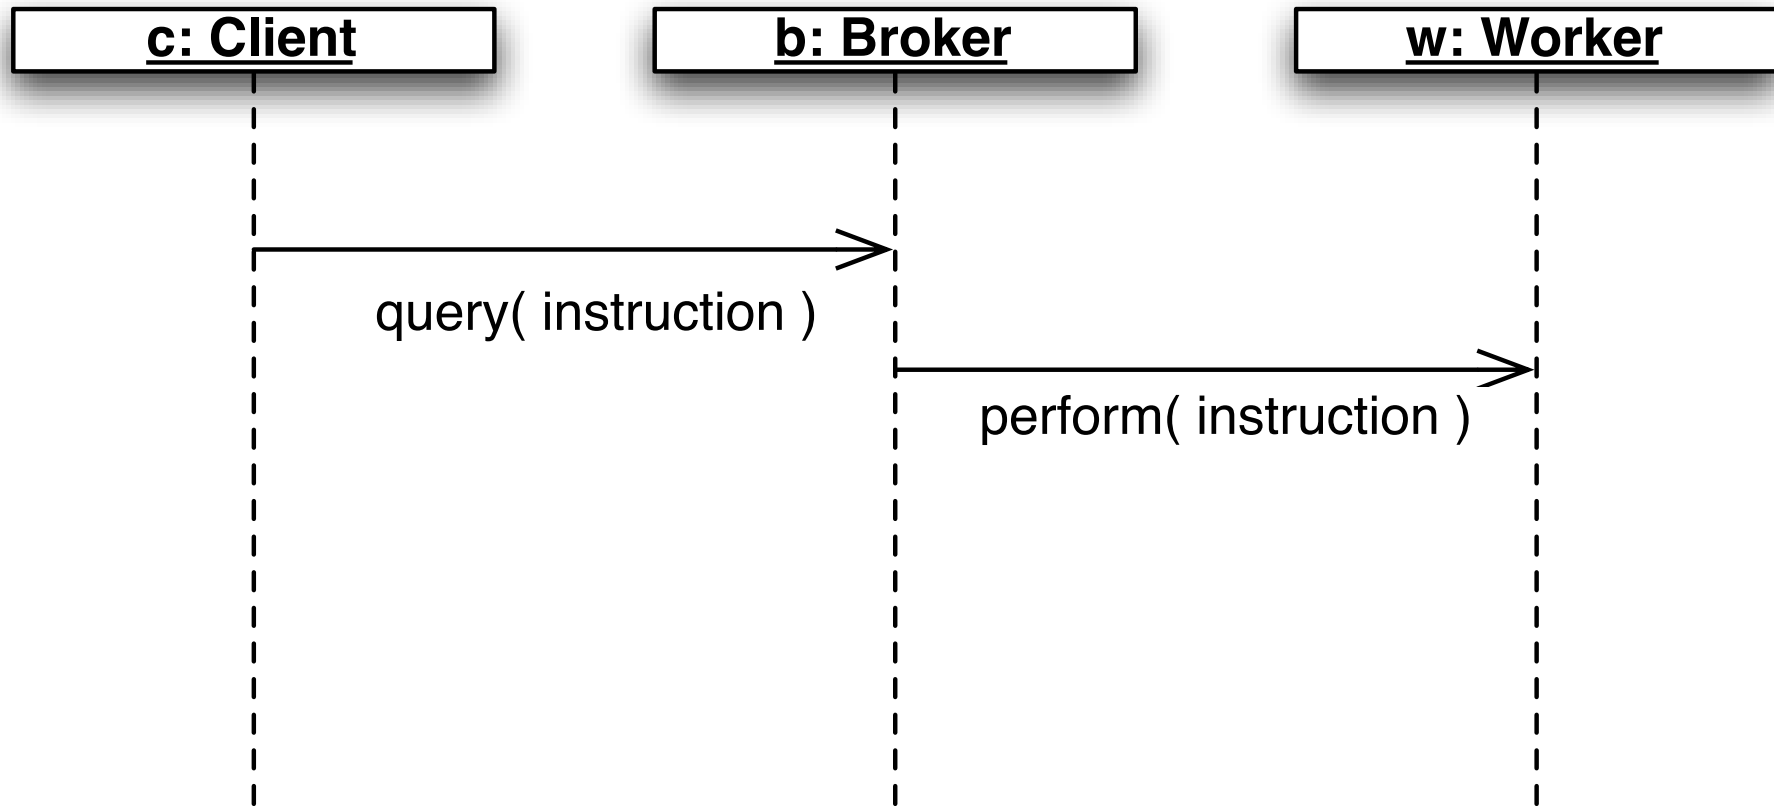 c: Client
b: Broker
w: Worker
query( instruction )
perform( instruction )